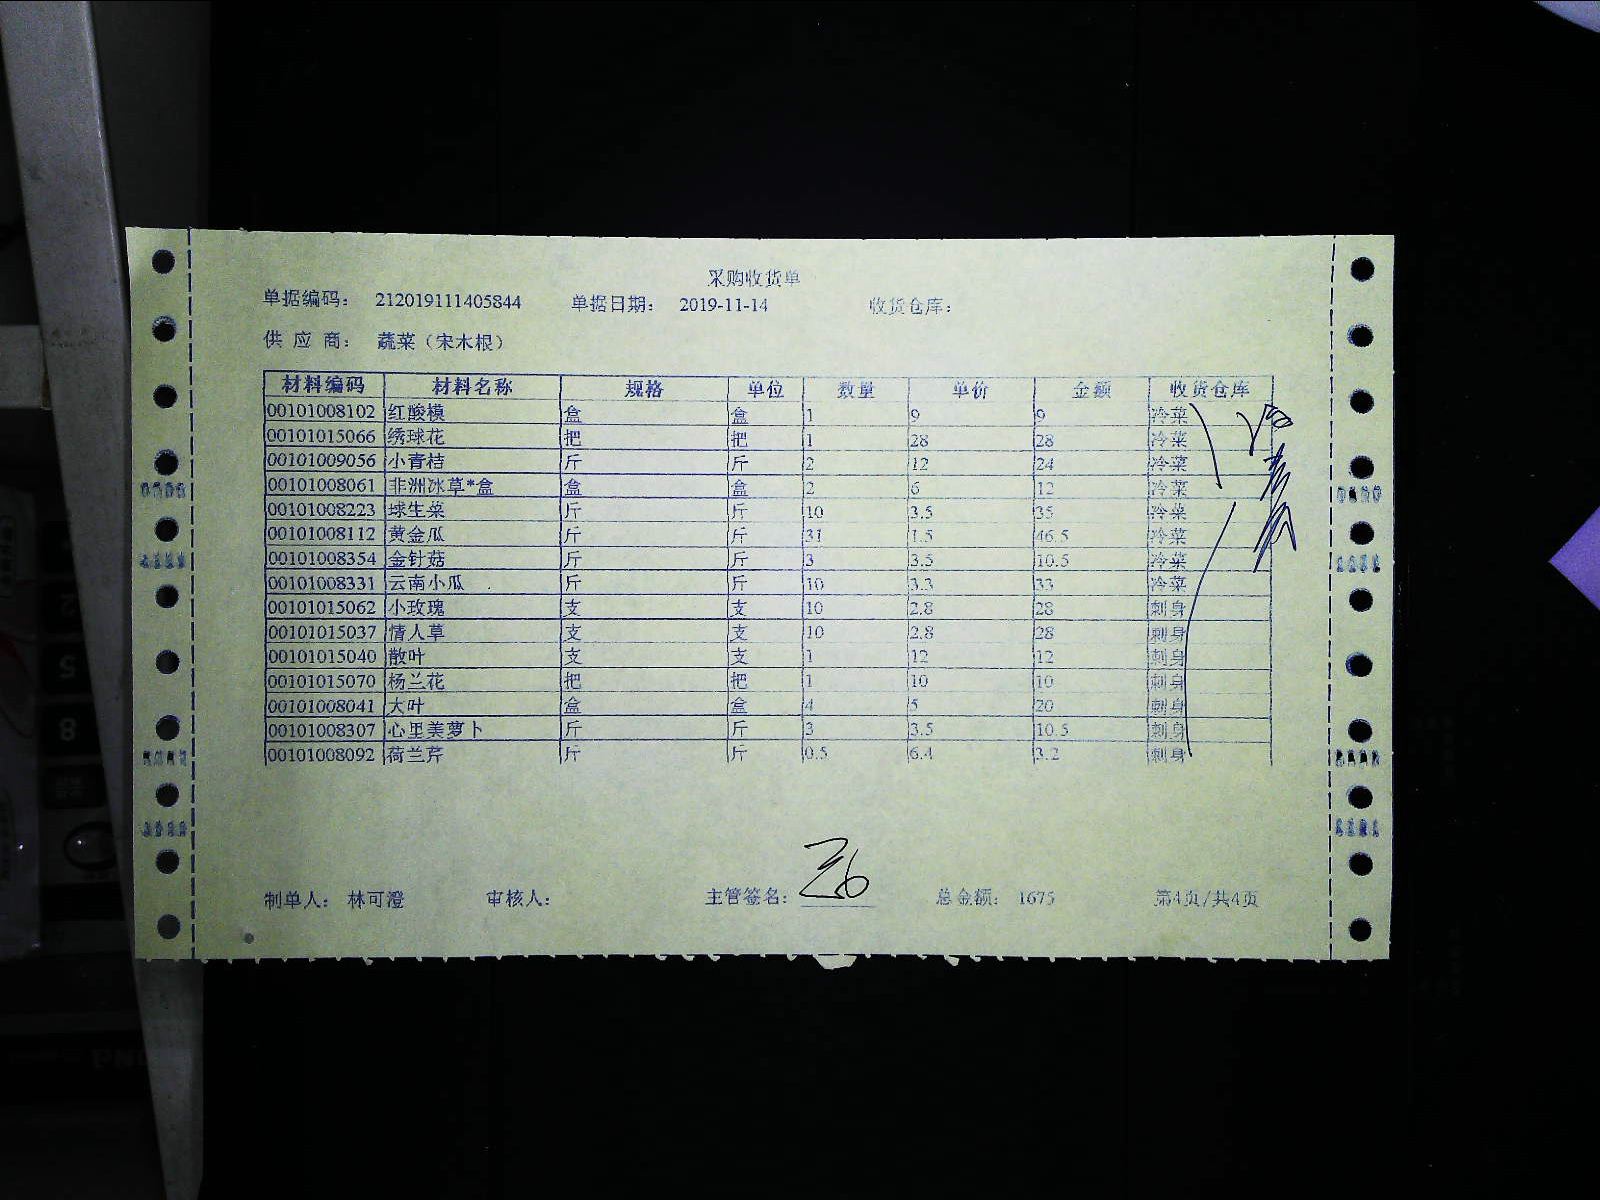 采购收货单
单据编码： 212019111405844 单据日期： 2019-11-14 收货仓库：
供 应 商： 蔬菜（宋木根）
材料编码 材料名称 规格 单位 数量 单价 金额 收货仓库
00101008102 红酸模 盒 盒 1 9 9 冷菜
00101015066 绣球花 把 把 1 28 28 冷菜
00101009056 小青桔 斤 斤 2 12 24 冷菜
00101008061 非洲冰草*盒 盒 盒 2 6 12 冷菜
00101008223 球生菜 斤 斤 10 3.5 35 冷菜
00101008112 黄金瓜 斤 斤 31 1.5 46.5 冷菜
00101008354 金针菇 斤 斤 3 3.5 10.5 冷菜
00101008331 云南小瓜 斤 斤 10 3.3 33 冷菜
00101015062 小玫瑰 支 支 10 2.8 28 刺身
00101015037 情人草 支 支 10 2.8 28 刺身
00101015040 散叶 支 支 1 12 12 刺身
00101015070 杨兰花 把 把 1 10 10 刺身
00101008041 大叶 盒 盒 4 5 20 刺身
00101008307 心里美萝卜 斤 斤 3 3.5 10.5 刺身
00101008092 荷兰芹 斤 斤 0.5 6.4 3.2 刺身
制单人： 林可澄 审核人： 主管签名： 总金额： 1675 第4页/共4页